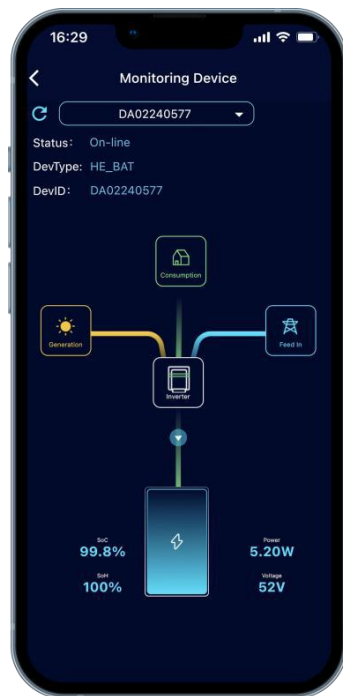 16:29
Monitoring Device
DA02240577
Status: On-line
DevType: HE_BAT
DevID: DA02240577
Consumption
Generation
Feed In
Inverter
SoC
99.8%
Power
5.20W
SoH
100%
Voltage
52V